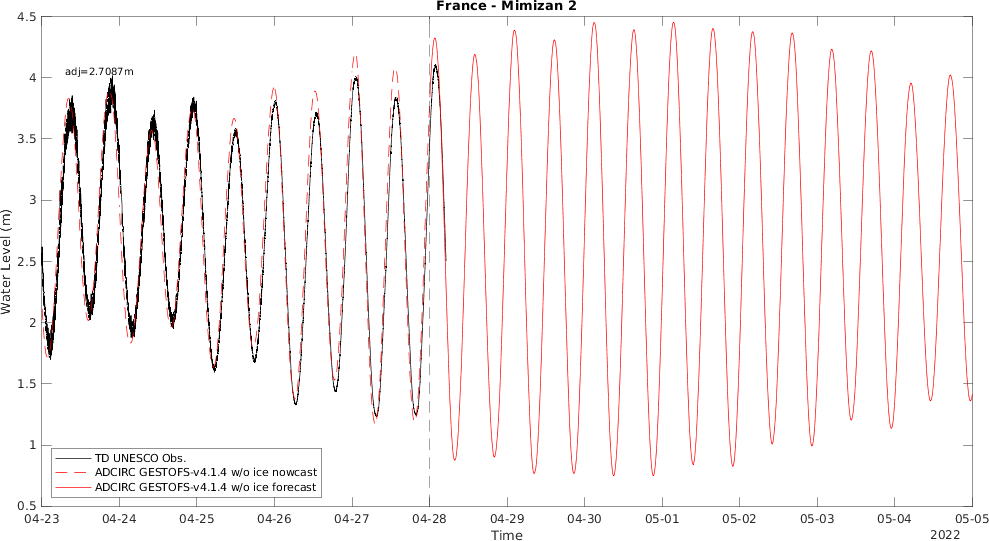 France - Mimizan 2
4.5
4
3.5
3
2.5
2
1.5
1
0.5
Water Level (m)
adj=2.7087m
TD UNESCO Obs.
ADCIRC GESTOFS-v4.1.4 w/o ice nowcast
ADCIRC GESTOFS-v4.1.4 w/o ice forecast
04-23 04-24 04-25 04-26 04-27 04-28 04-29 04-30 05-01 05-02 05-03 05-04 05-05
Time
2022